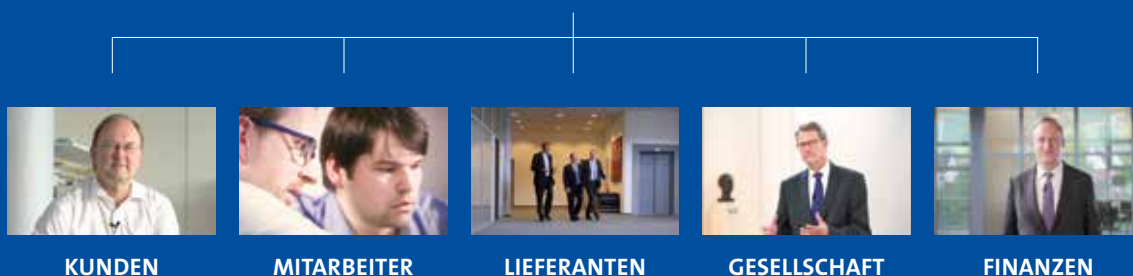 KUNDEN
MITARBEITER
LIEFERANTEN
GESELLSCHAFT
FINANZEN